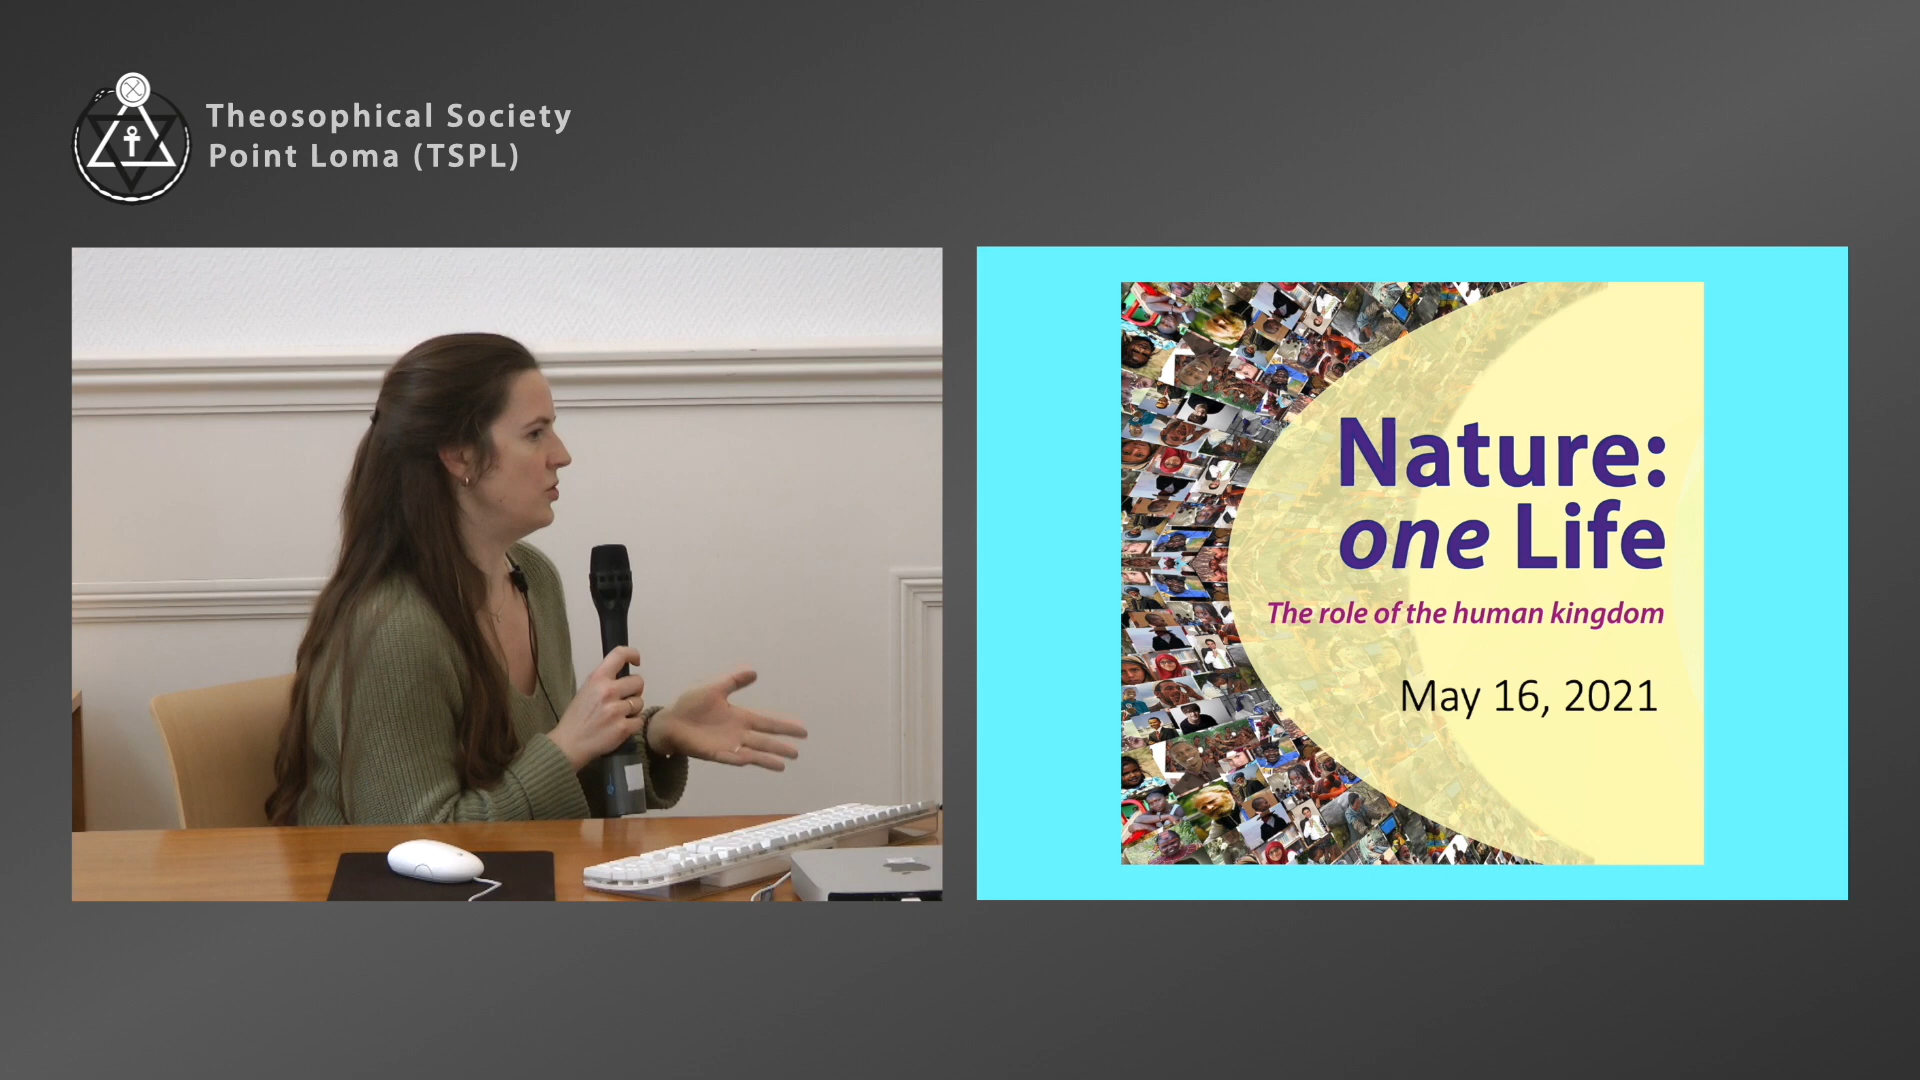 Theosophical Society
Point Loma (TSPL)
Nature:
one Life
The role of the human kingdom
May 16, 2021